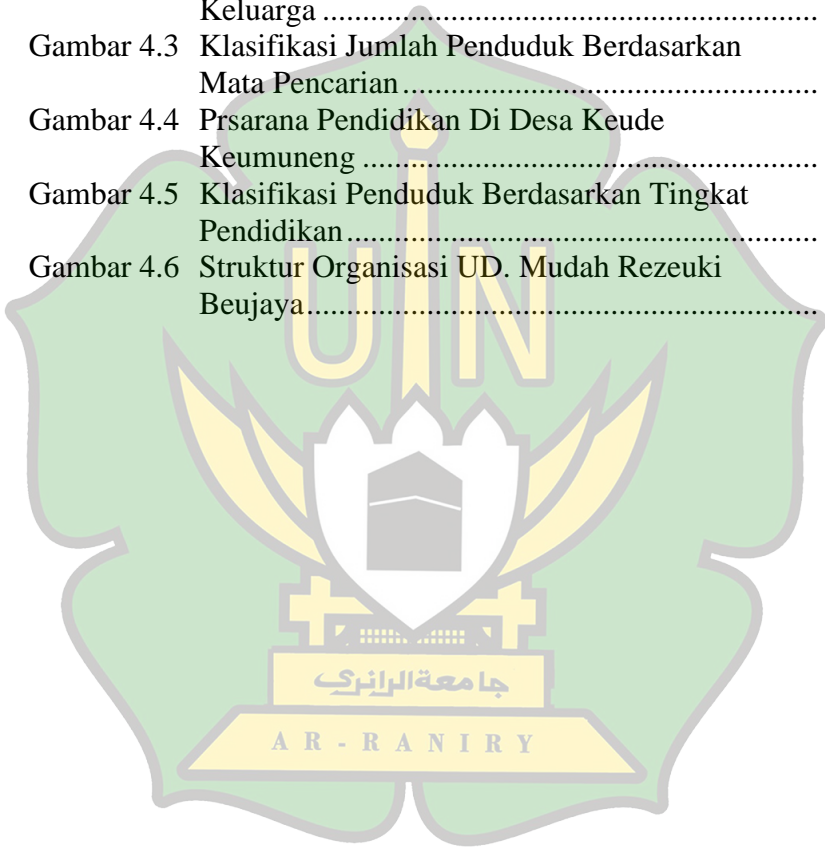 Keluarga ............................................................
Gambar 4.3 Klasifikasi Jumlah Penduduk Berdasarkan
Mata Pencarian ..................................................
Gambar 4.4 Prsarana Pendidikan Di Desa Keude
Keumuneng .......................................................
Gambar 4.5 Klasifikasi Penduduk Berdasarkan Tingkat
Pendidikan .........................................................
Gambar 4.6 Struktur Organisasi UD. Mudah Rezeuki
Beujaya..............................................................
UIN
جامعةالرانري
AR-RANIRY